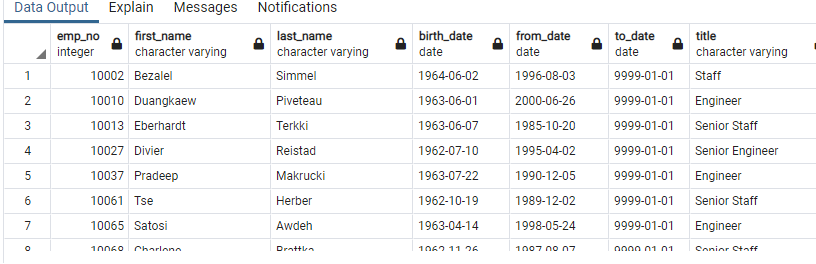 Data Output Explain Messages Notifications
emp_no first_name last_name birth_date from_date to_date title
integer character varying character varying date date date character varying
1 10002 Bezalel Simmel 1964-06-02 1996-08-03 9999-01-01 Staff
2 10010 Duangkaew Piveteau 1963-06-01 2000-06-26 9999-01-01 Engineer
3 10013 Eberhardt Terkki 1963-06-07 1985-10-20 9999-01-01 Senior Staff
4 10027 Divier Reistad 1962-07-10 1995-04-02 9999-01-01 Senior Engineer
5 10037 Pradeep Makrucki 1963-07-22 1990-12-05 9999-01-01 Engineer
6 10061 Tse Herber 1962-10-19 1989-12-02 9999-01-01 Senior Staff
7 10065 Satosi Awdeh 1963-04-14 1998-05-24 9999-01-01 Engineer
8 10068 Charlene Brattka 1962-11-26 1987-08-07 9999-01-01 Senior Staff